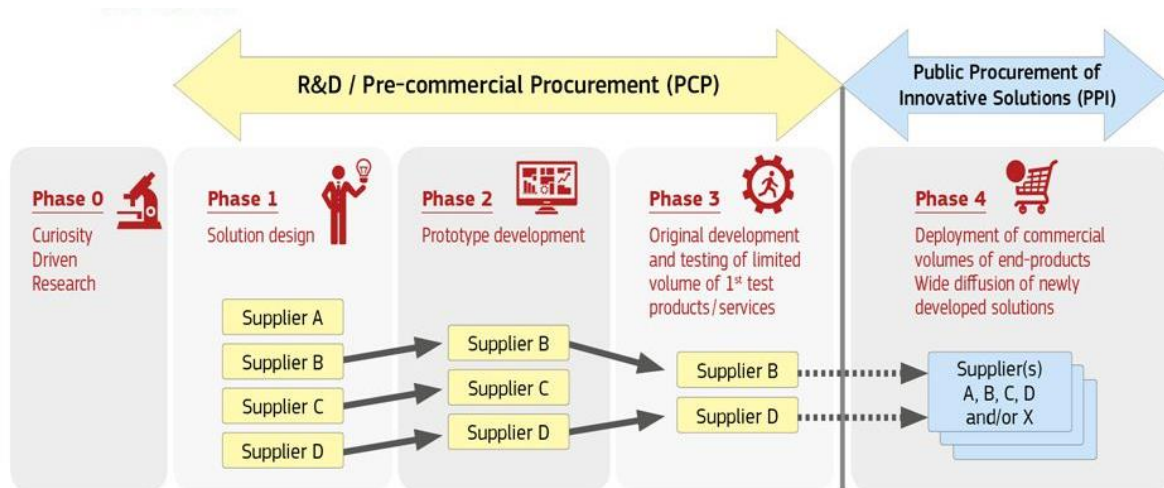 R&D / Pre-commercial Procurement (PCP)
Public Procurement of
Innovative Solutions (PPI)
Phase 0
Curiosity
Driven
Research
Phase 1
Solution design
Supplier A
Supplier B
Supplier C
Supplier D
Phase 2
Prototype development
Supplier B
Supplier C
Supplier D
Phase 3
Original development
and testing of limited
volume of 1st test
products/services
Supplier B
Supplier D
Phase 4
Deployment of commercial
volumes of end-products
Wide diffusion of newly
developed solutions
Supplier(s)
A, B, C, D
and/or X